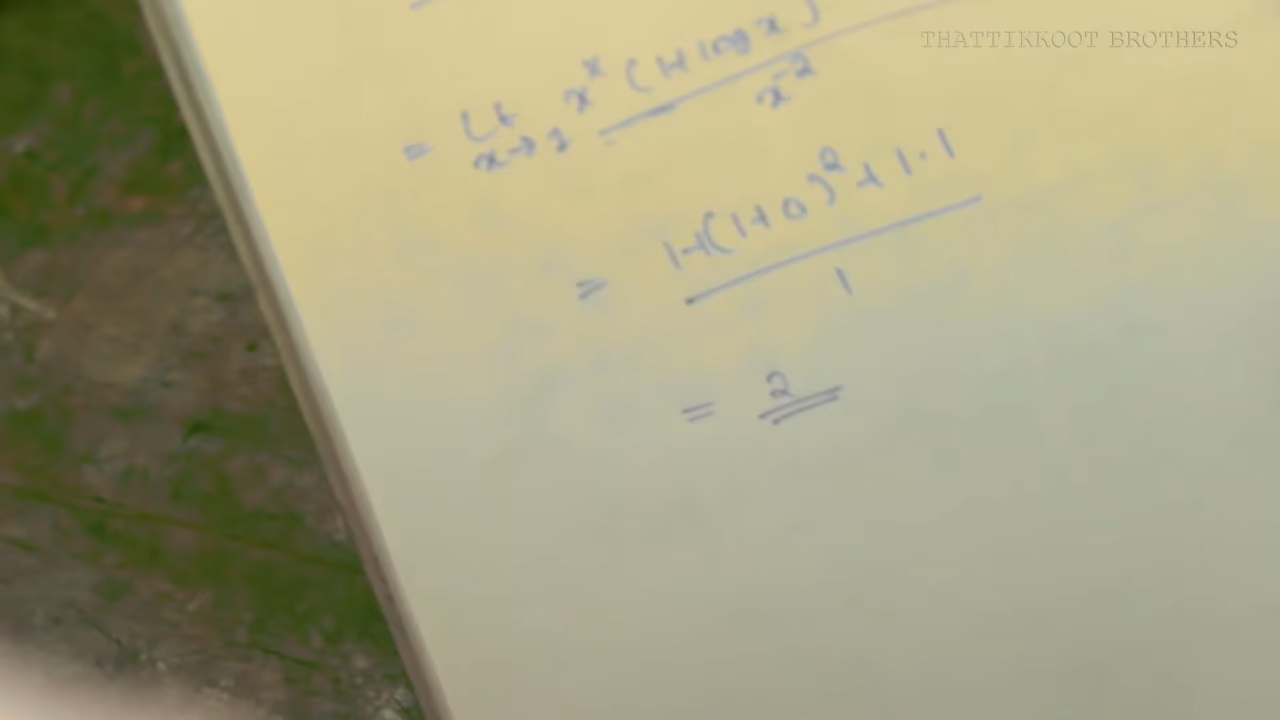 THATTIKKOOT BROTHERS
= Lt x→1 x^x (1+log x) / x^-2
= 1·(1+0)^2 + 1·1 / 1
= 2